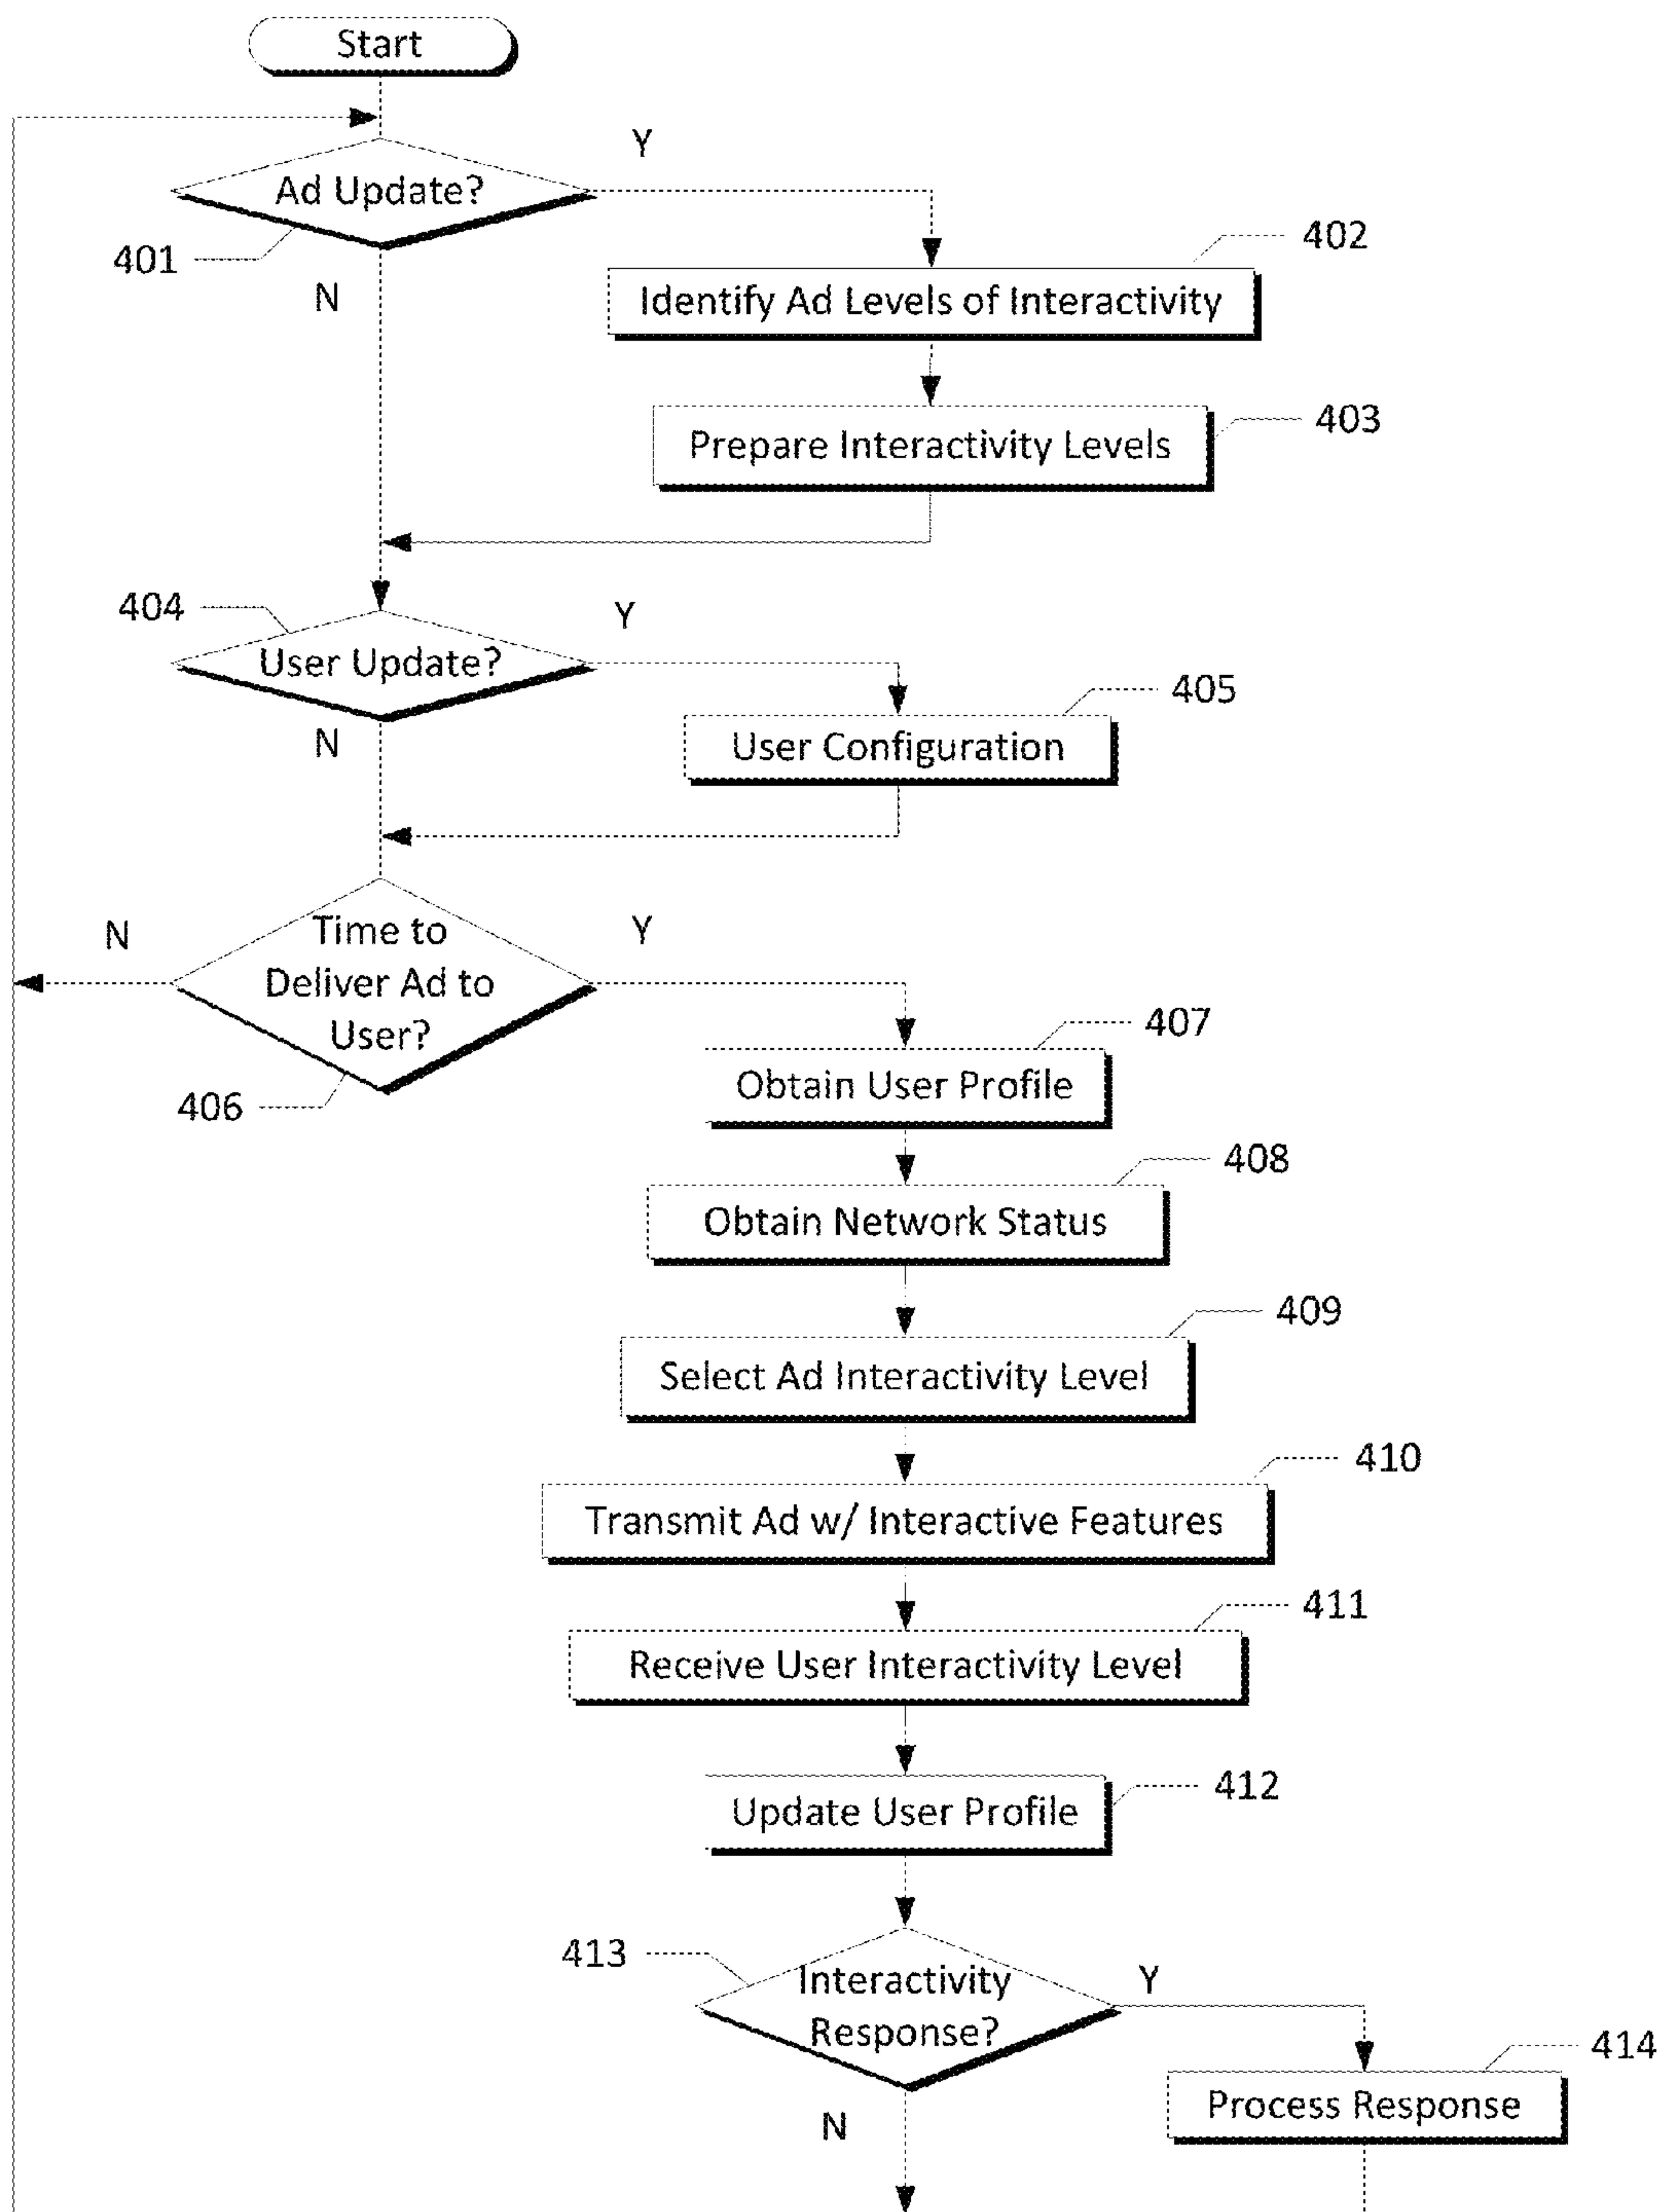 Start
Y
Ad Update?
401
N
402
Identify Ad Levels of Interactivity
403
Prepare Interactivity Levels
404
Y
User Update?
N
405
User Configuration
N
Time to
Deliver Ad to
User?
Y
406
407
Obtain User Profile
408
Obtain Network Status
409
Select Ad Interactivity Level
410
Transmit Ad w/ Interactive Features
411
Receive User Interactivity Level
412
Update User Profile
413
Interactivity
Response?
Y
N
414
Process Response